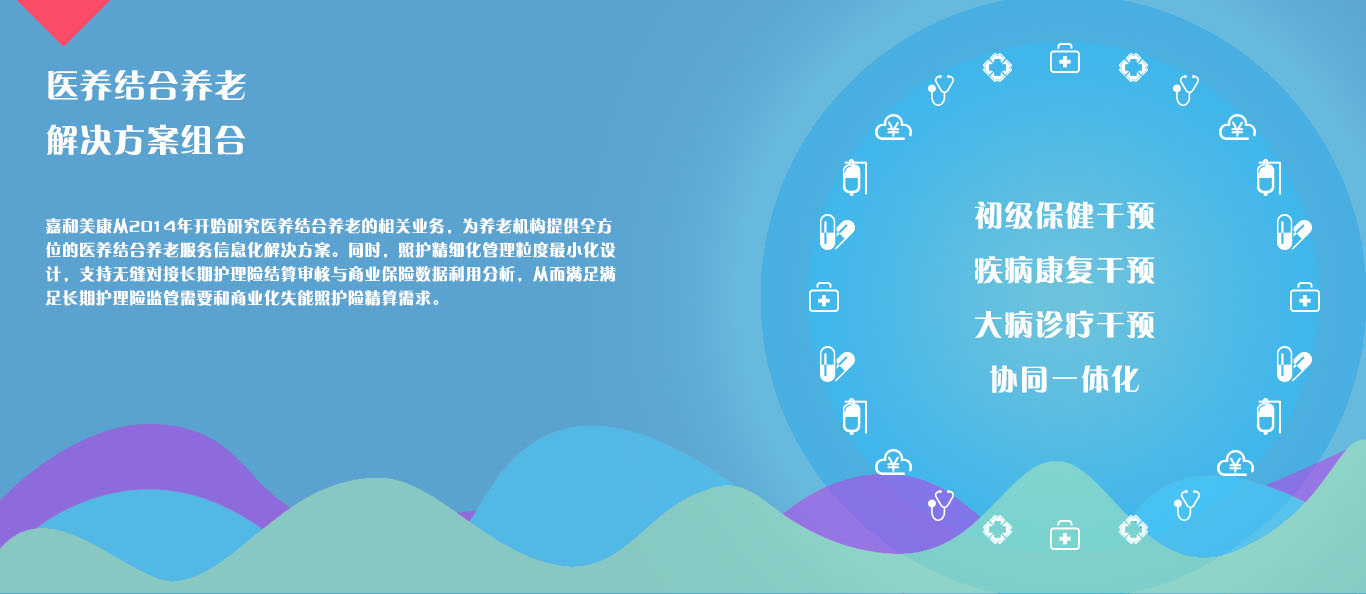 医养结合养老
解决方案组合
嘉和美康从2014年开始研究医养结合养老的相关业务，为养老机构提供全方
位的医养结合养老服务信息化解决方案。同时，照护精细化管理粒度最小化设
计，支持无缝对接长期护理险结算审核与商业保险数据利用分析，从而满足满
足长期护理险监管需要和商业化失能照护险精算需求。
初级保健干预
疾病康复干预
大病诊疗干预
协同一体化